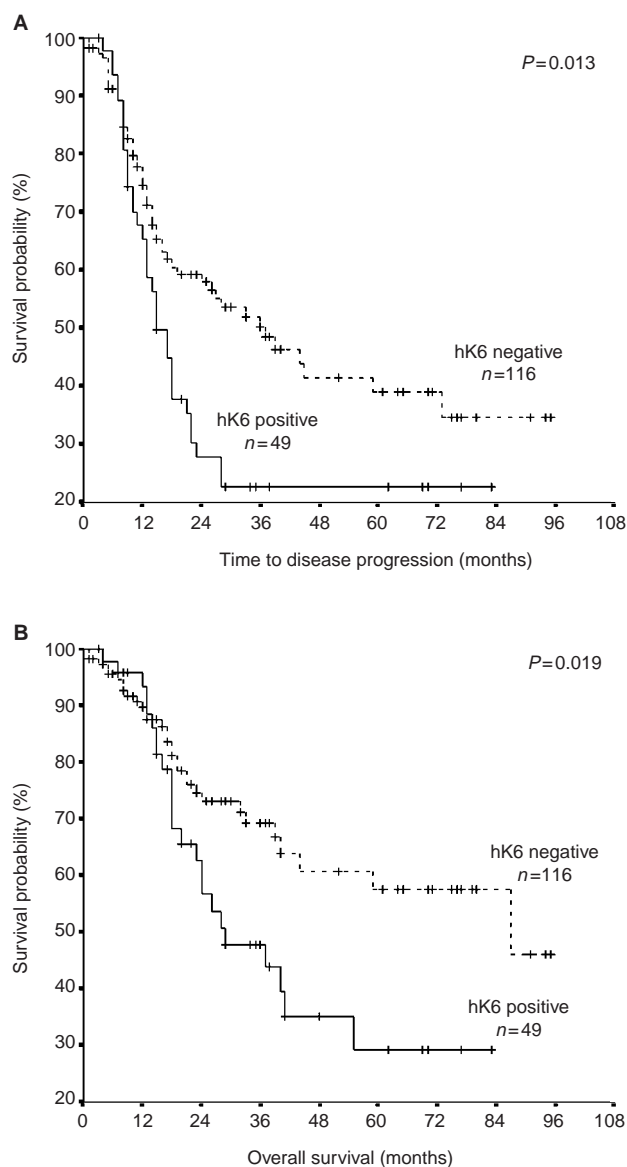 A
P=0.013
Survival probability (%)
100
90
80
70
60
50
40
30
20
hK6 negative
n=116
hK6 positive
n=49
0 12 24 36 48 60 72 84 96 108
Time to disease progression (months)
B
P=0.019
Survival probability (%)
100
90
80
70
60
50
40
30
20
hK6 negative
n=116
hK6 positive
n=49
0 12 24 36 48 60 72 84 96 108
Overall survival (months)